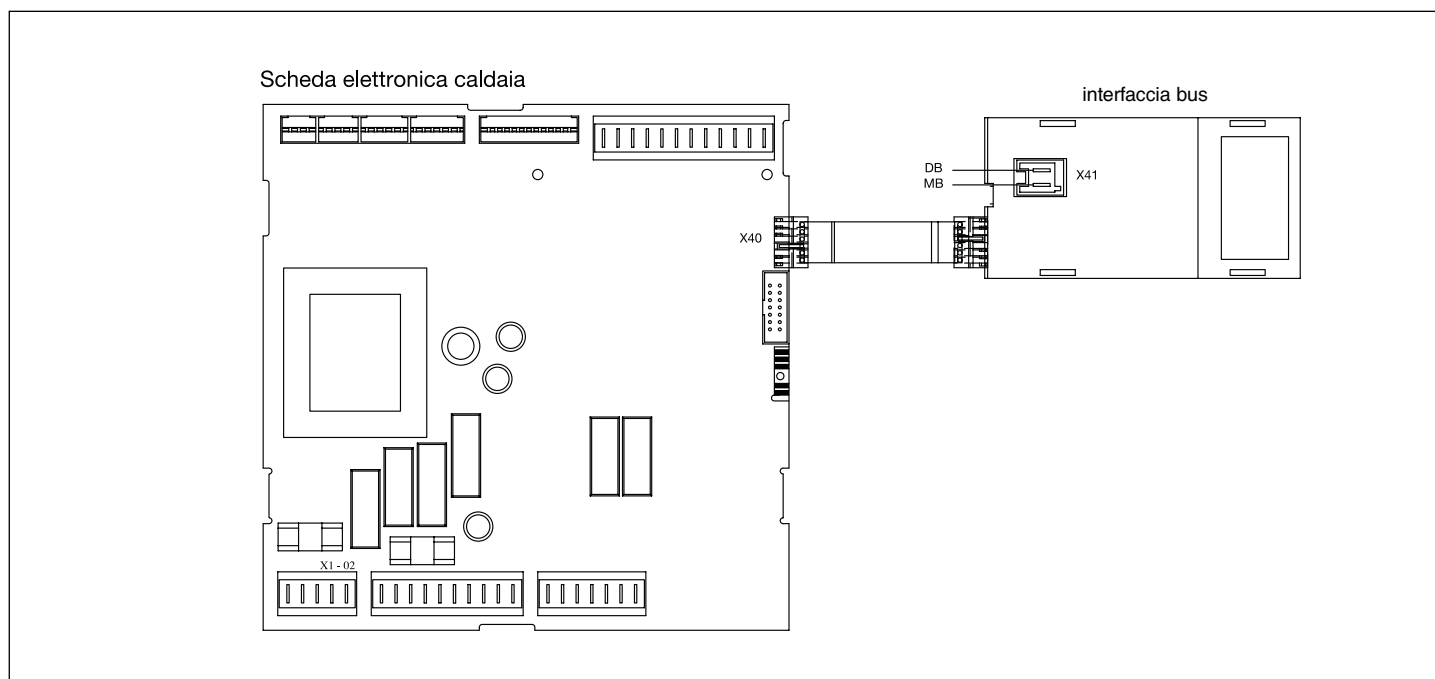 Scheda elettronica caldaia
interfaccia bus
DB
MB
X41
X40
X1 - 02